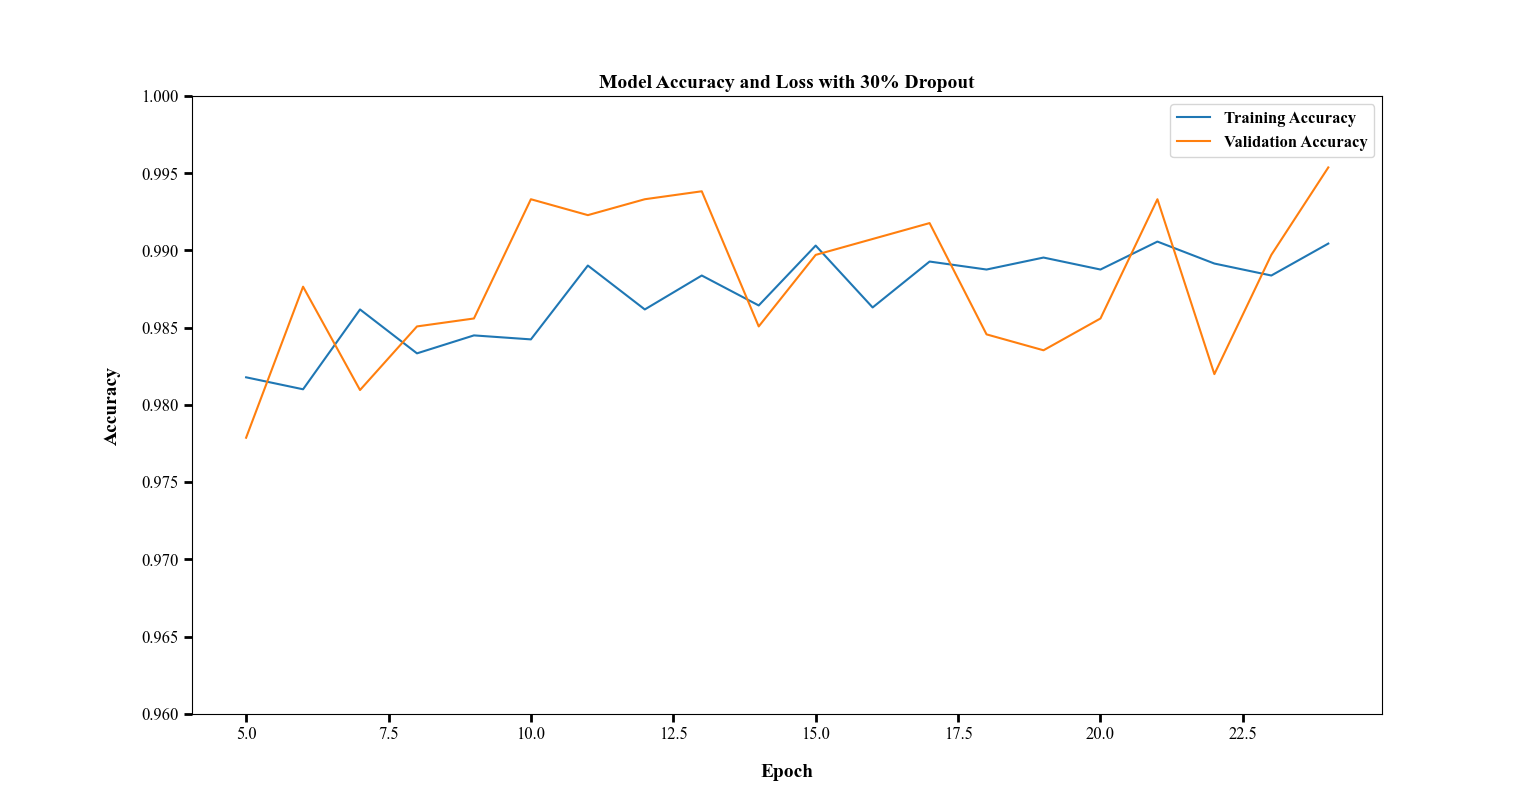 Model Accuracy and Loss with 30% Dropout
1.000
0.995
0.990
0.985
0.980
0.975
0.970
0.965
0.960
Accuracy
Training Accuracy
Validation Accuracy
5.0 7.5 10.0 12.5 15.0 17.5 20.0 22.5
Epoch